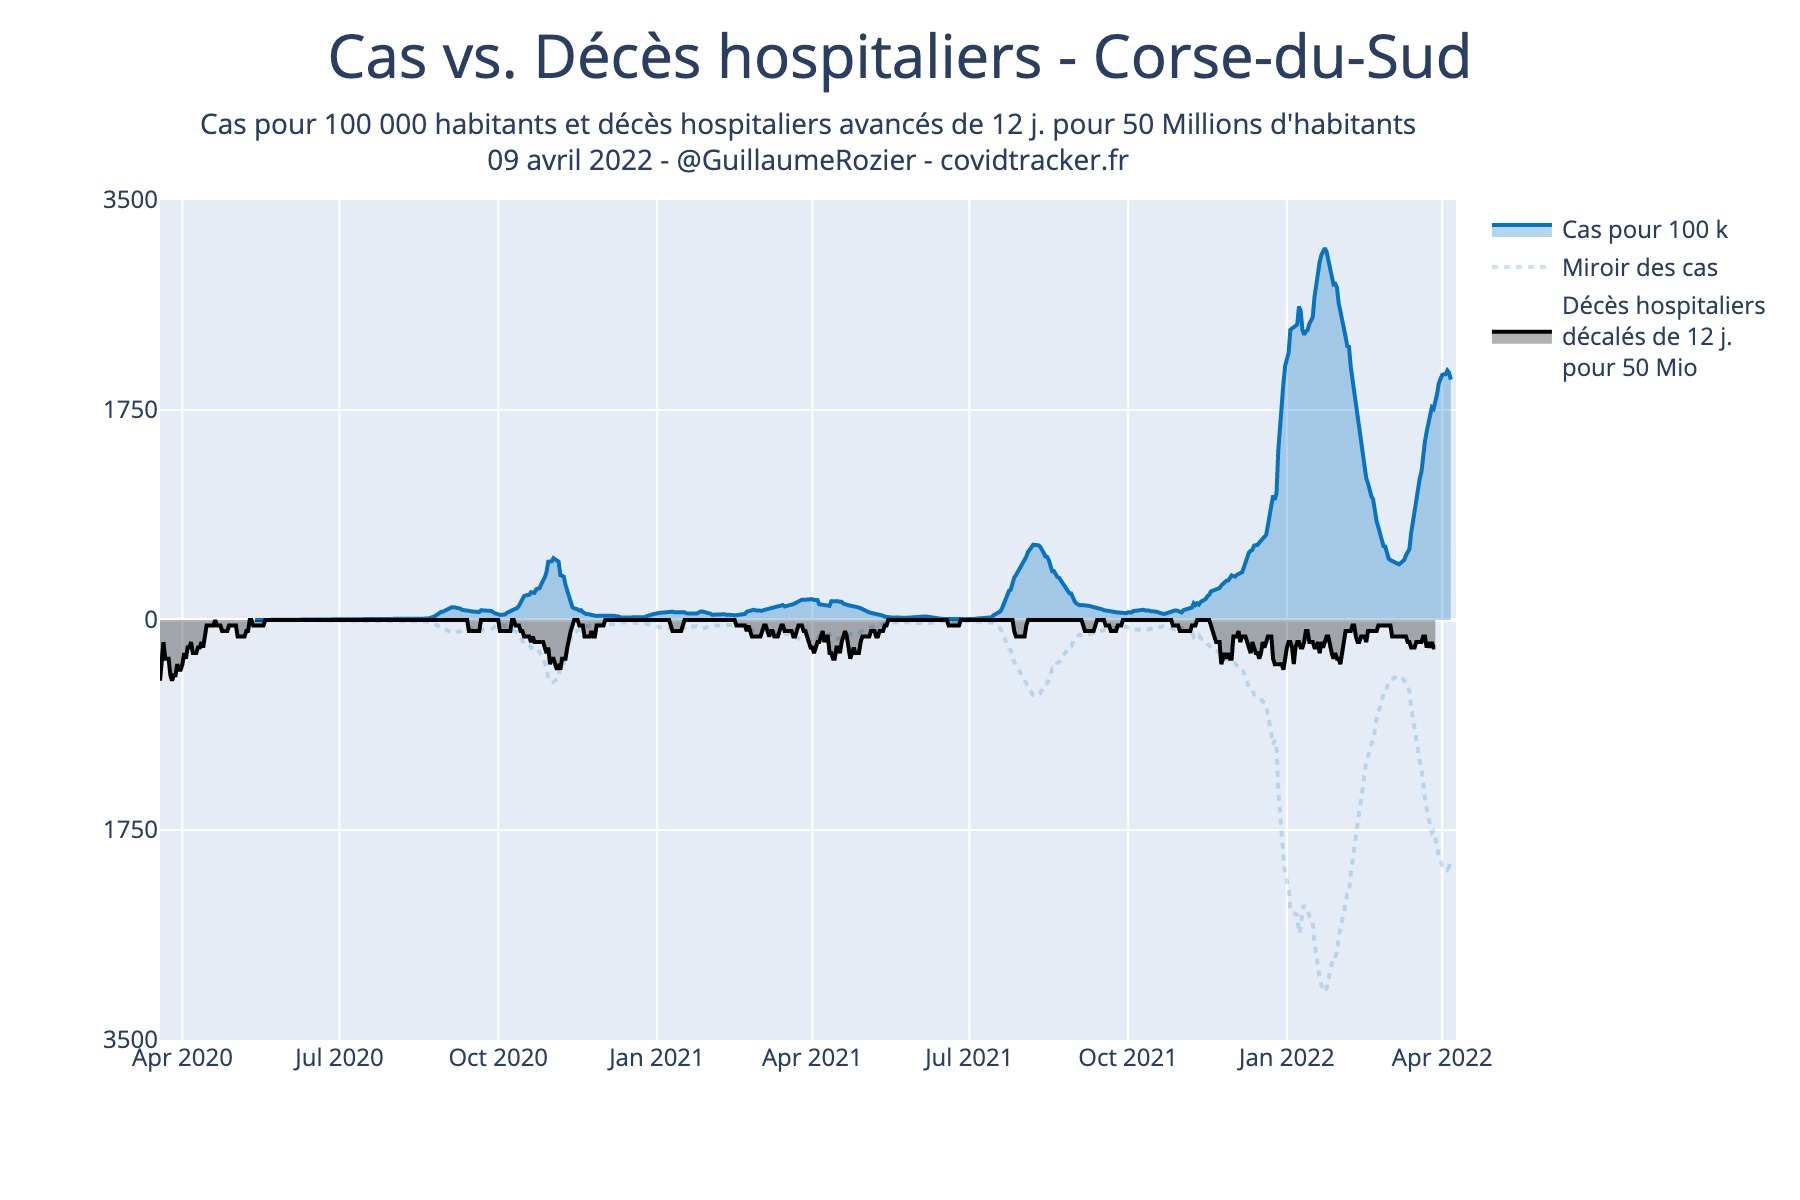 Cas vs. Décès hospitaliers - Corse-du-Sud
Cas pour 100 000 habitants et décès hospitaliers avancés de 12 j. pour 50 Millions d'habitants
09 avril 2022 - @GuillaumeRozier - covidtracker.fr
3500
1750
0
1750
3500
Apr 2020
Jul 2020
Oct 2020
Jan 2021
Apr 2021
Jul 2021
Oct 2021
Jan 2022
Apr 2022
Cas pour 100 k
Miroir des cas
Décès hospitaliers
décalés de 12 j.
pour 50 Mio